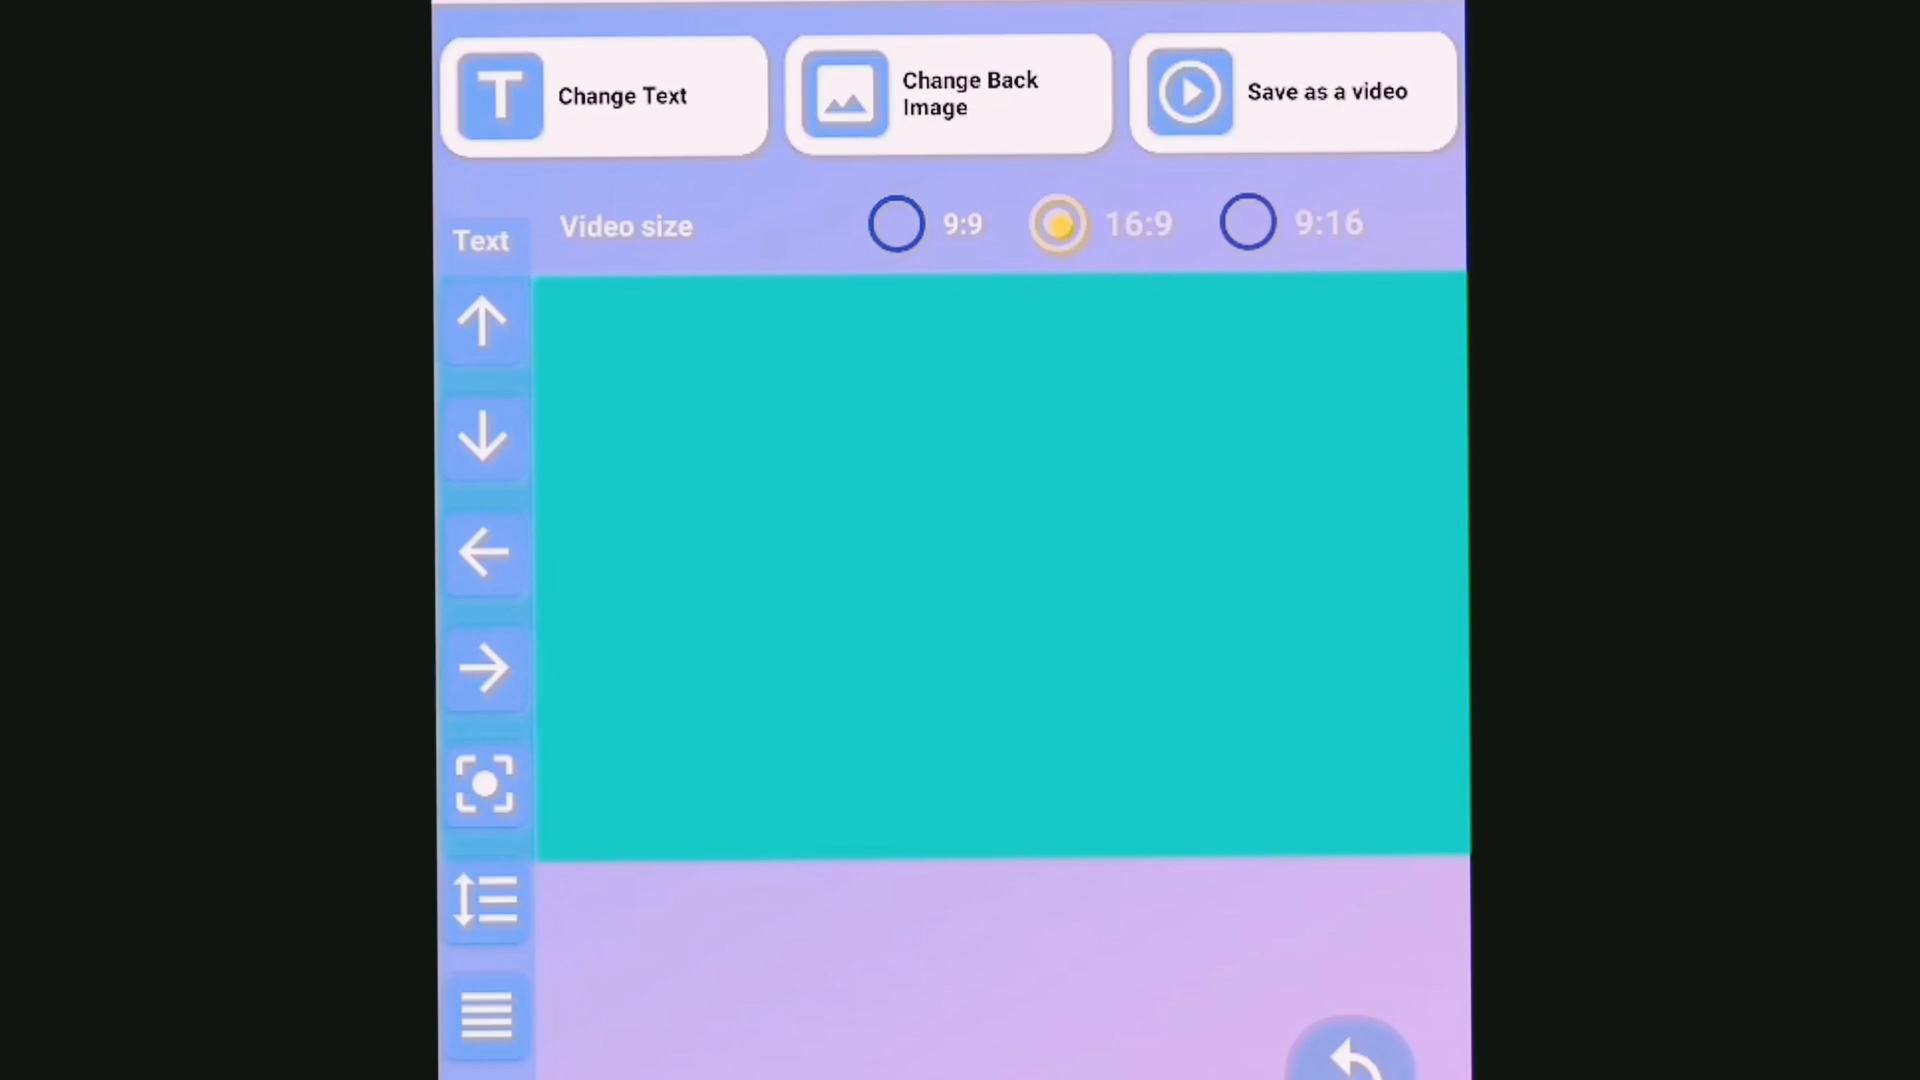 Change Text
Change Back
Image
Save as a video
Text
Video size
9:9
16:9
9:16